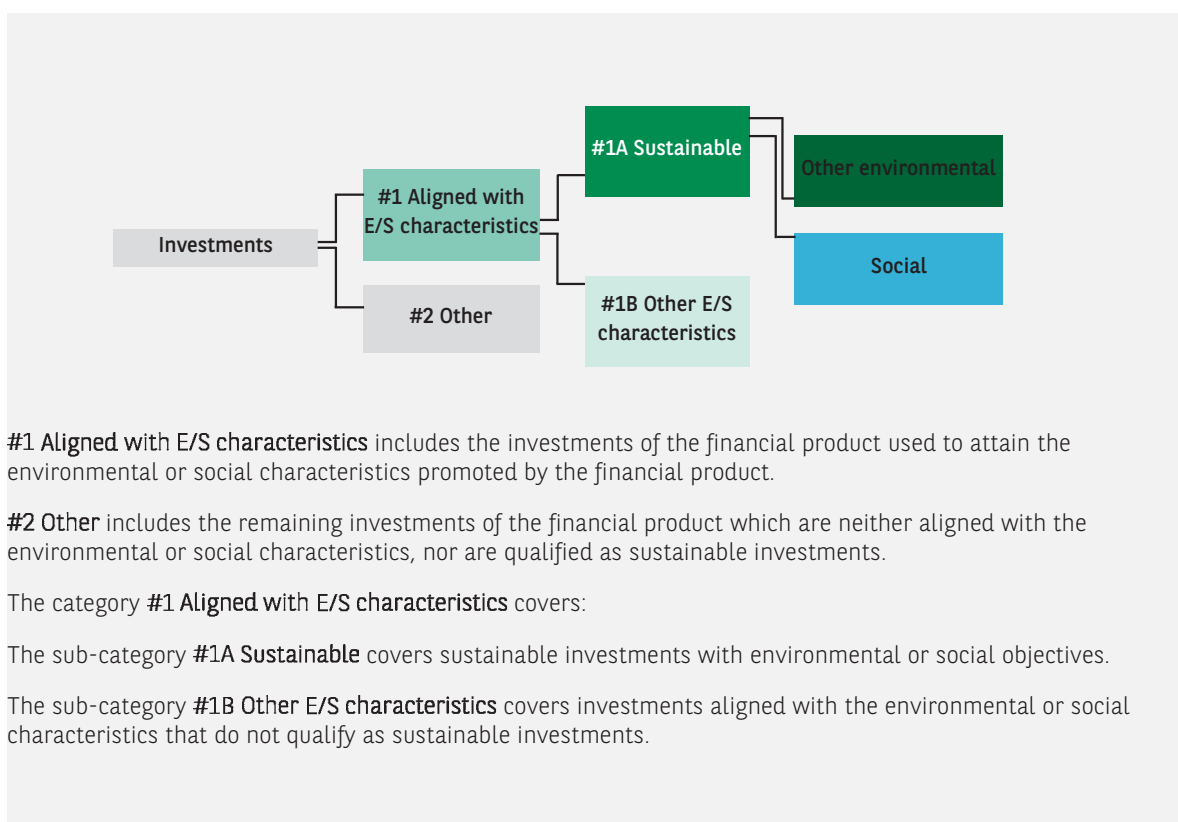 #1A Sustainable
Other environmental
#1 Aligned with
E/S characteristics
Investments
Social
#1B Other E/S
characteristics
#2 Other
#1 Aligned with E/S characteristics includes the investments of the financial product used to attain the
environmental or social characteristics promoted by the financial product.
#2 Other includes the remaining investments of the financial product which are neither aligned with the
environmental or social characteristics, nor are qualified as sustainable investments.
The category #1 Aligned with E/S characteristics covers:
The sub-category #1A Sustainable covers sustainable investments with environmental or social objectives.
The sub-category #1B Other E/S characteristics covers investments aligned with the environmental or social
characteristics that do not qualify as sustainable investments.